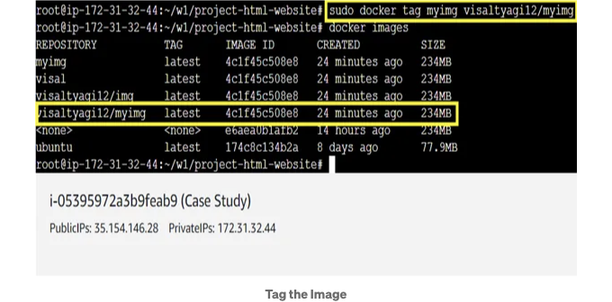 root@ip-172-31-32-44:~/w1/project-html-website# sudo docker tag myimg visaltyagi12/myimg
root@ip-172-31-32-44:~/w1/project-html-website# docker images
REPOSITORY TAG IMAGE ID CREATED SIZE
myimg latest 4c1f45c508e8 24 minutes ago 234MB
visal latest 4c1f45c508e8 24 minutes ago 234MB
visaltyagi12/img latest 4c1f45c508e8 24 minutes ago 234MB
visaltyagi12/myimg latest 4c1f45c508e8 24 minutes ago 234MB
<none> <none> e6aea0b1afb2 14 hours ago 234MB
ubuntu latest 174c8c134b2a 8 days ago 77.9MB
root@ip-172-31-32-44:~/w1/project-html-website#
i-05395972a3b9feab9 (Case Study)
PublicIPs: 35.154.146.28 PrivateIPs: 172.31.32.44
Tag the Image